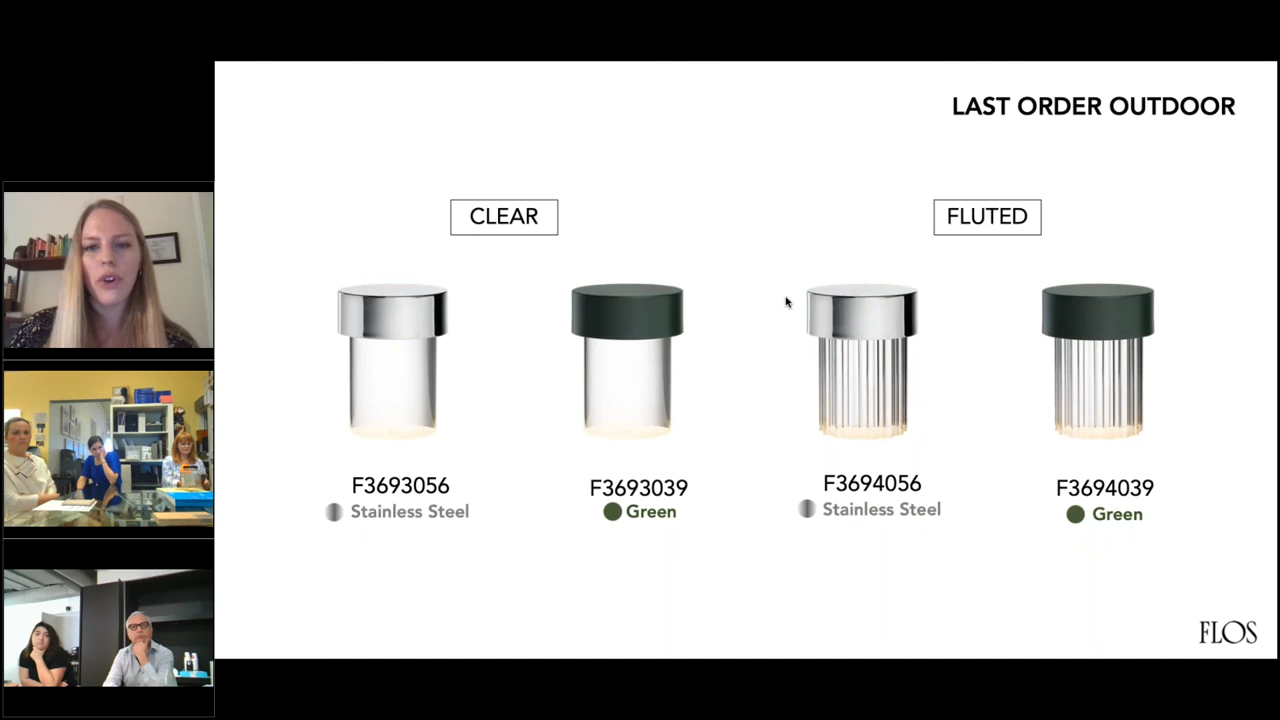 LAST ORDER OUTDOOR
CLEAR
FLUTED
F3693056
Stainless Steel
F3693039
Green
F3694056
Stainless Steel
F3694039
Green
FLOS